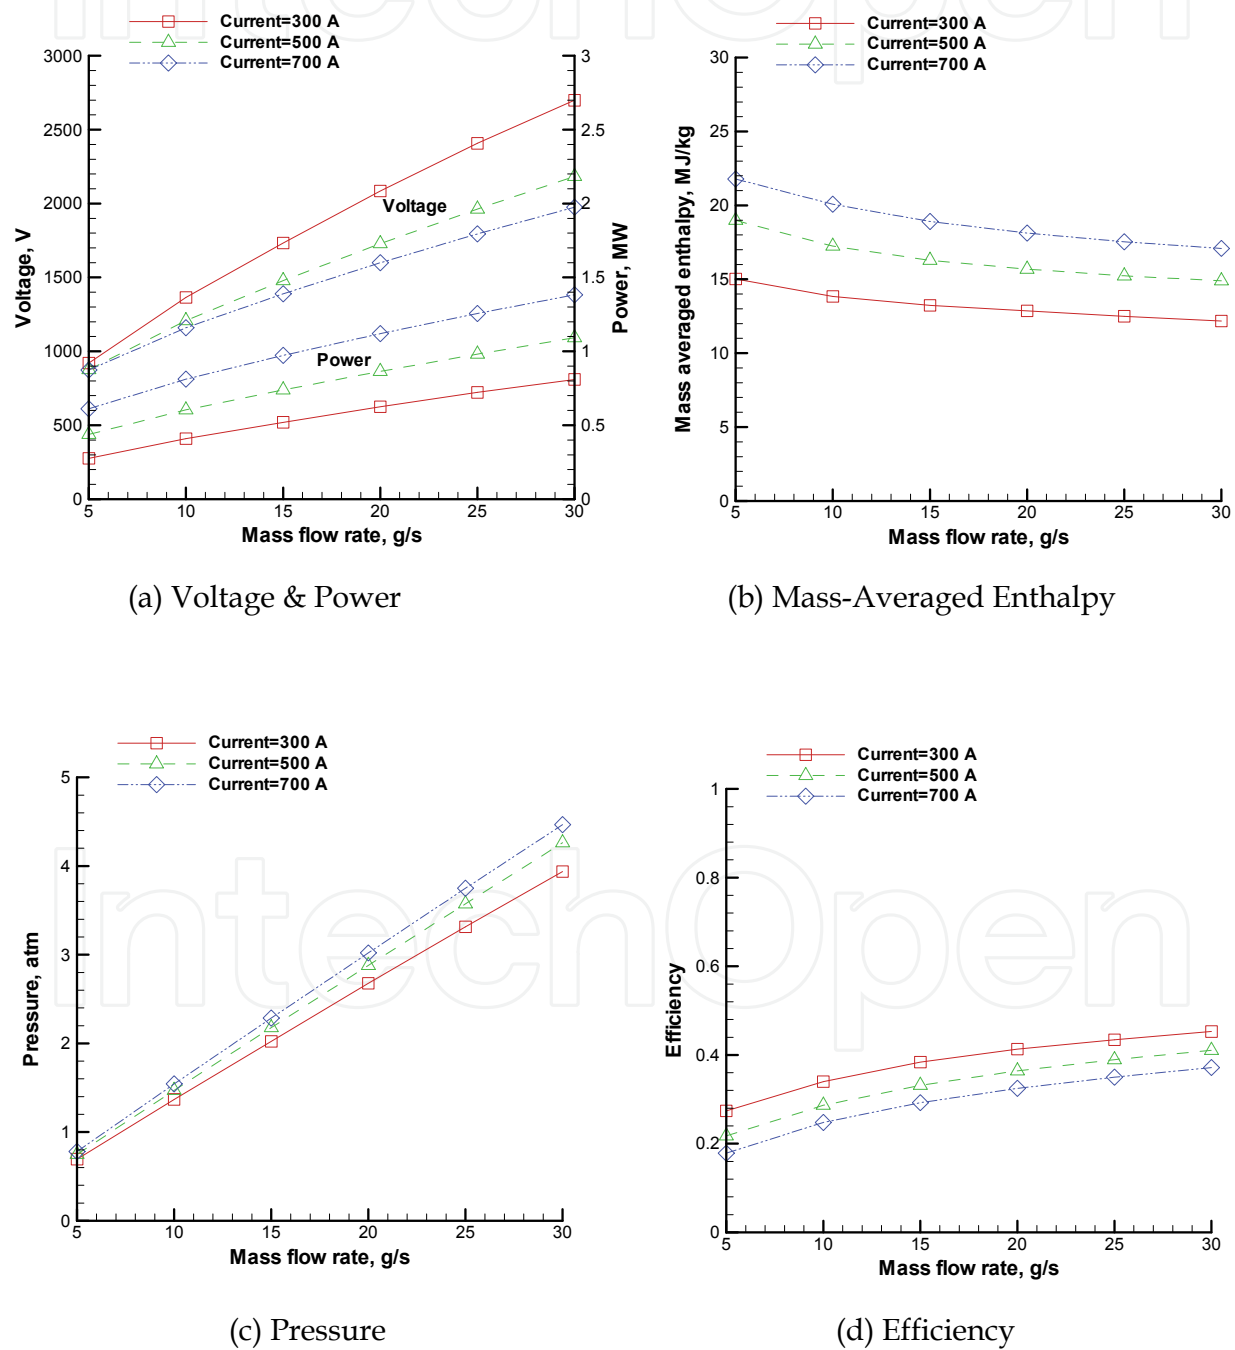 Current=300 A
Current=500 A
Current=700 A
3000
2500
2000
1500
1000
500
0
Voltage, V
3
2.5
2
1.5
1
0.5
0
Power, MW
Voltage
Power
5 10 15 20 25 30
Mass flow rate, g/s
(a) Voltage & Power
Current=300 A
Current=500 A
Current=700 A
30
25
20
15
10
5
0
Mass averaged enthalpy, MJ/kg
5 10 15 20 25 30
Mass flow rate, g/s
(b) Mass-Averaged Enthalpy
Current=300 A
Current=500 A
Current=700 A
5
4
3
2
1
0
Pressure, atm
5 10 15 20 25 30
Mass flow rate, g/s
(c) Pressure
Current=300 A
Current=500 A
Current=700 A
1
0.8
0.6
0.4
0.2
0
Efficiency
5 10 15 20 25 30
Mass flow rate, g/s
(d) Efficiency
IntechOpen
IntechOpen